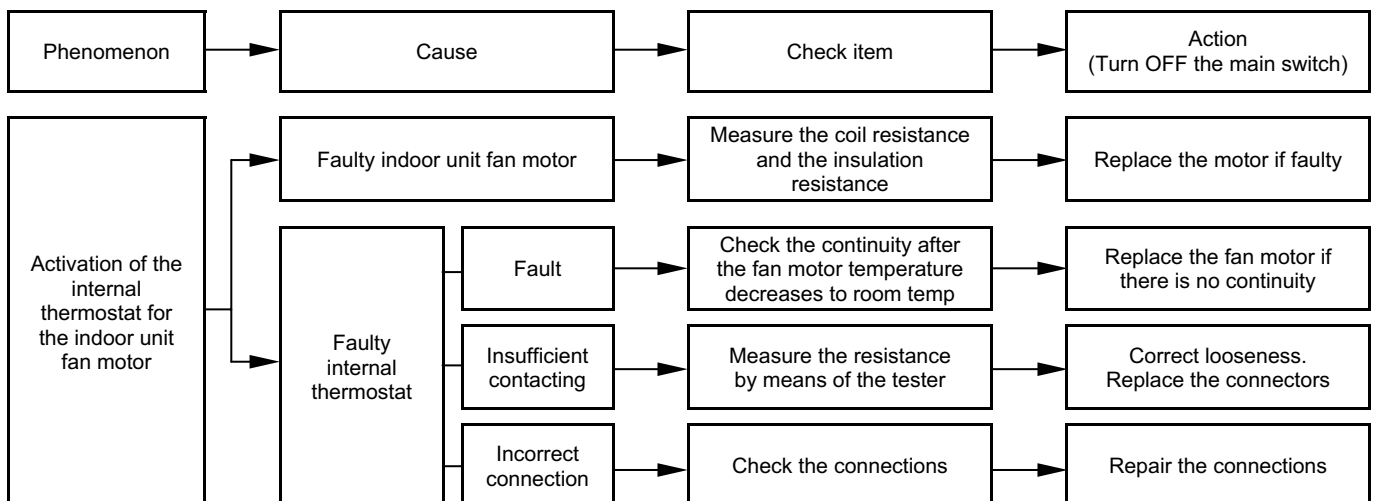 Phenomenon
Cause
Check item
Action
(Turn OFF the main switch)
Activation of the
internal
thermostat for
the indoor unit
fan motor
Faulty indoor unit fan motor
Measure the coil resistance
and the insulation
resistance
Replace the motor if faulty
Faulty
internal
thermostat
Fault
Check the continuity after
the fan motor temperature
decreases to room temp
Replace the fan motor if
there is no continuity
Insufficient
contacting
Measure the resistance
by means of the tester
Correct looseness.
Replace the connectors
Incorrect
connection
Check the connections
Repair the connections